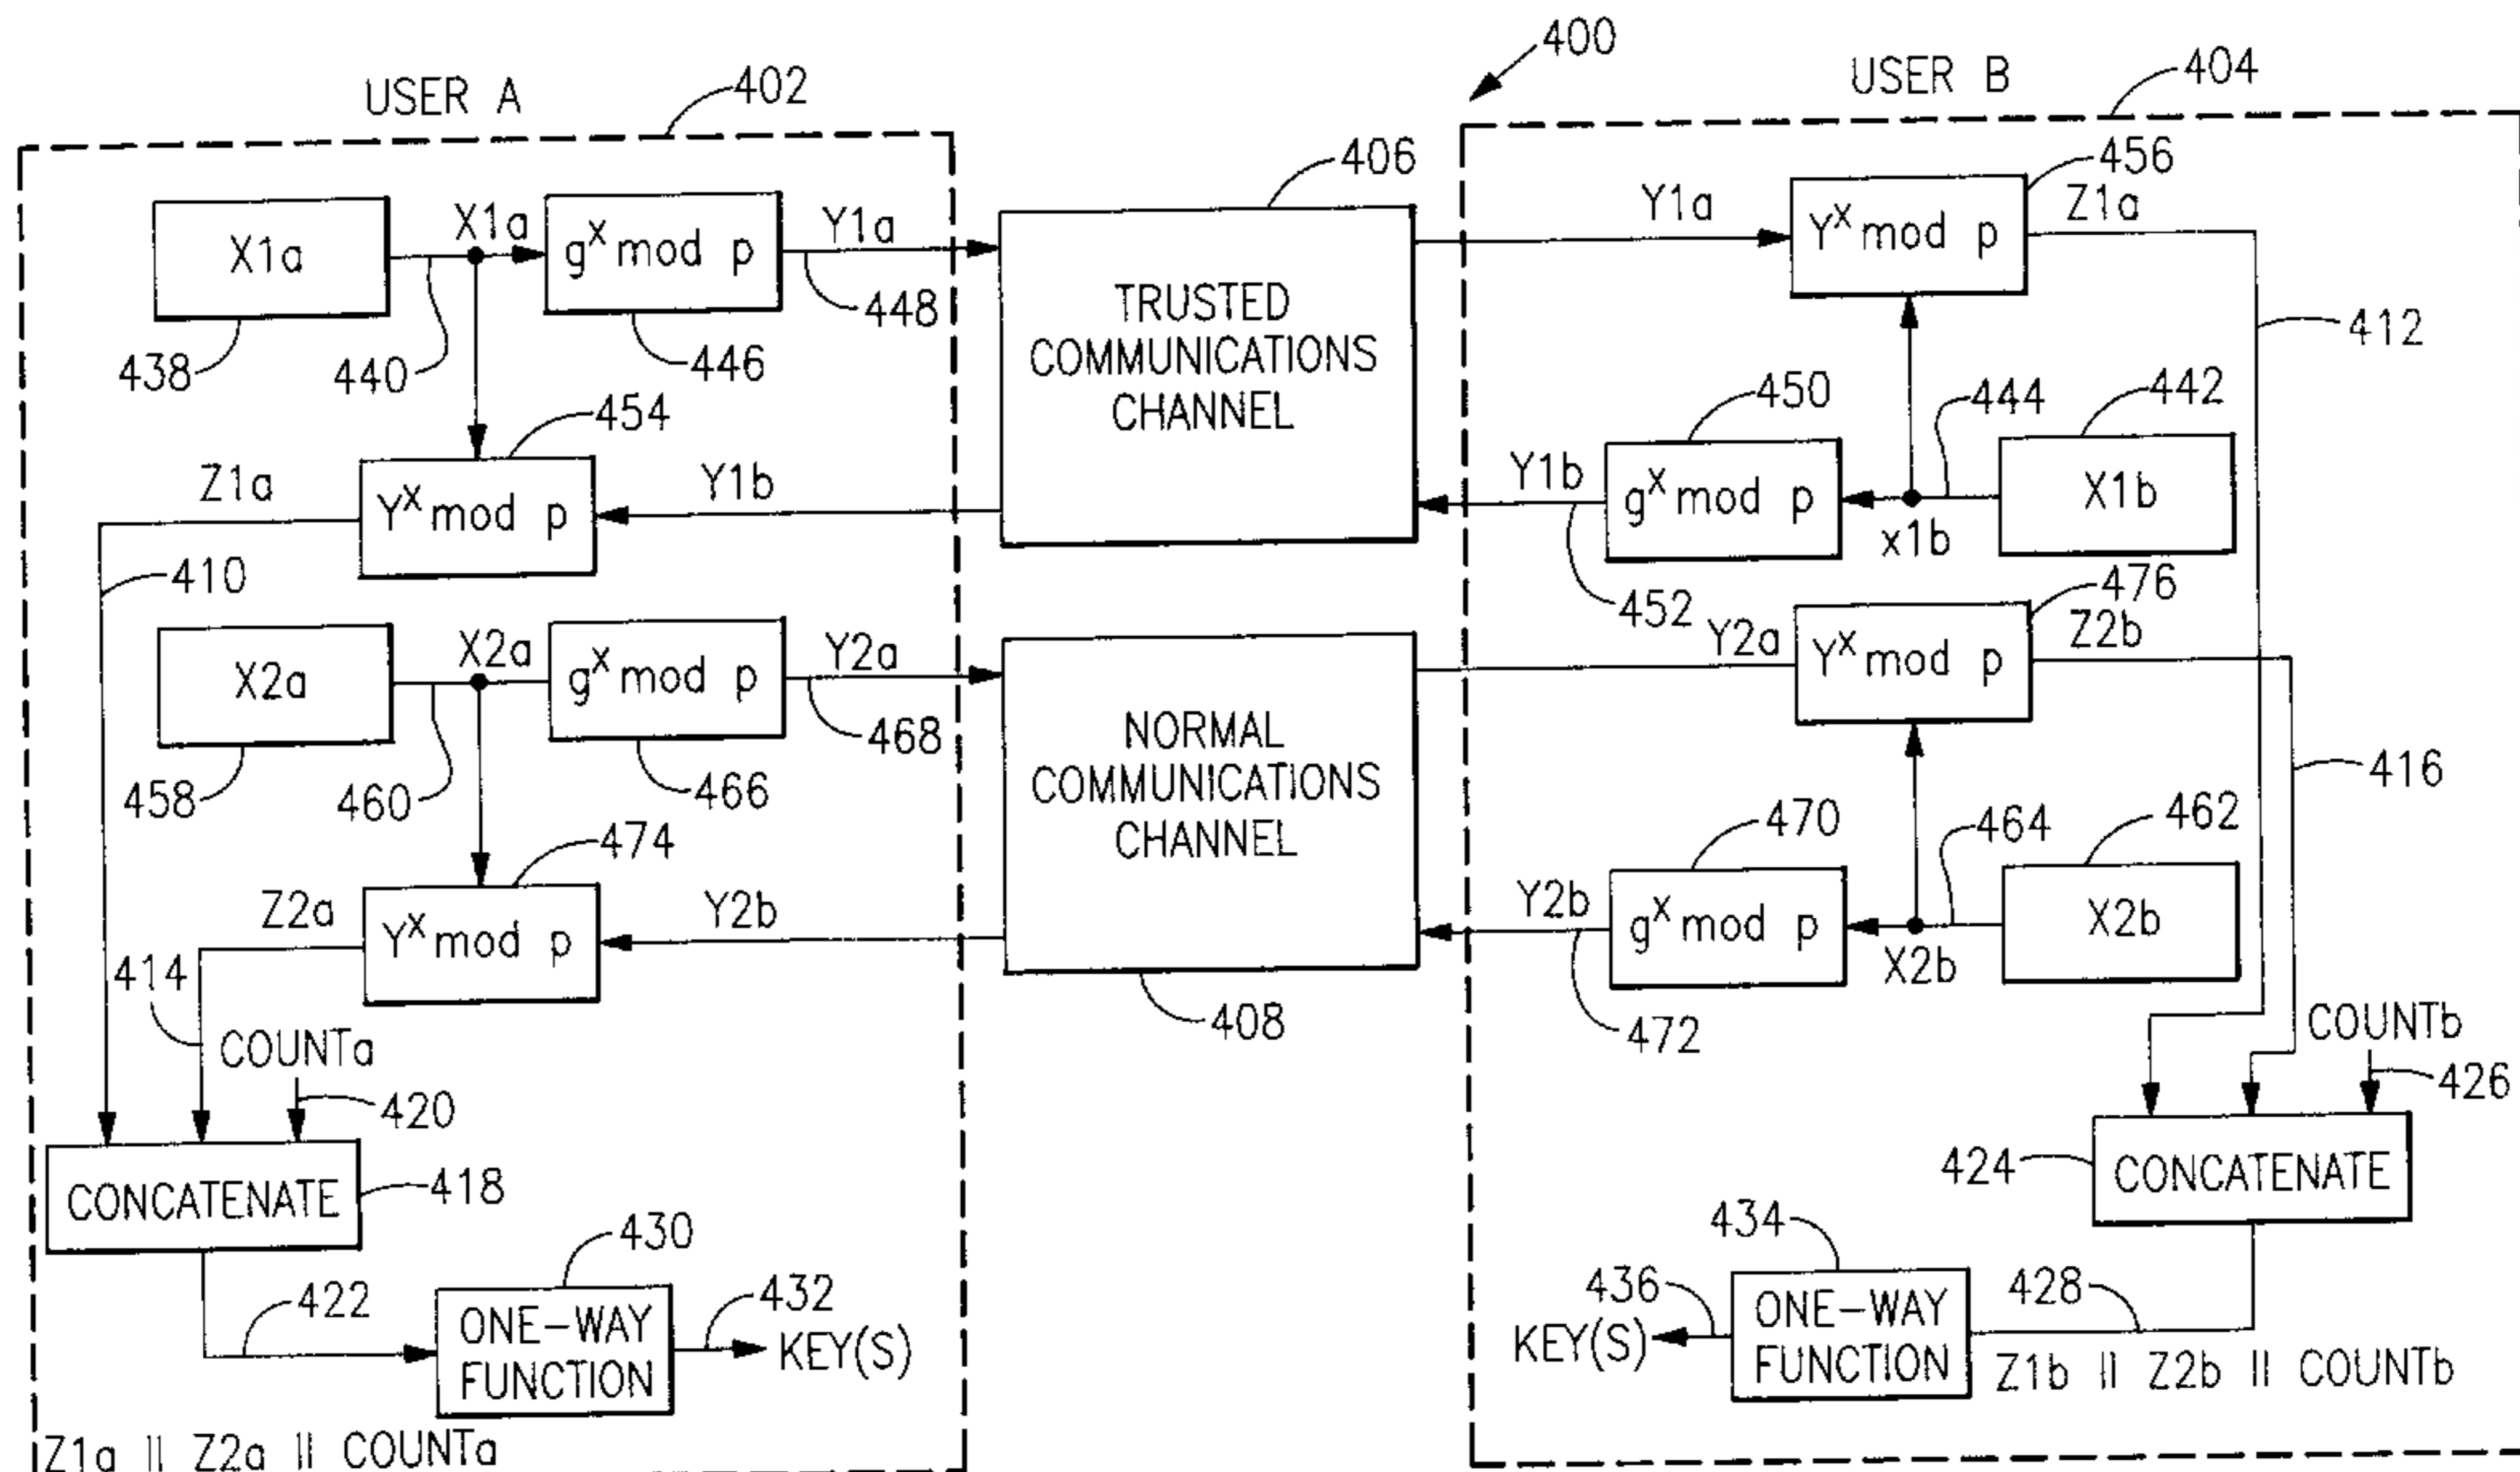 400
USER A
402
USER B
404
406
456
X1a
X1a
g^x mod p
Y1a
Y1a
Y^x mod p
Z1a
438
440
446
448
TRUSTED
COMMUNICATIONS
CHANNEL
412
454
450
444
442
Z1a
Y^x mod p
Y1b
Y1b
g^x mod p
x1b
X1b
410
452
476
X2a
X2a
g^x mod p
Y2a
Y2a
Y^x mod p
Z2b
458
460
466
468
NORMAL
COMMUNICATIONS
CHANNEL
416
474
470
464
462
Z2a
Y^x mod p
Y2b
Y2b
g^x mod p
X2b
X2b
414
408
472
COUNTa
COUNTb
420
426
CONCATENATE
418
424
CONCATENATE
422
430
432
434
436
428
ONE-WAY
FUNCTION
KEY(S)
KEY(S)
ONE-WAY
FUNCTION
Z1b || Z2b || COUNTb
Z1a || Z2a || COUNTa